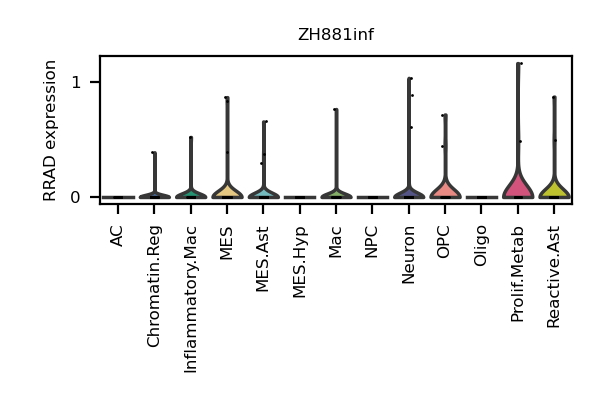 ZH881inf
RRAD expression
1
0
AC
Chromatin.Reg
Inflammatory.Mac
MES
MES.Ast
MES.Hyp
Mac
NPC
Neuron
OPC
Oligo
Prolif.Metab
Reactive.Ast